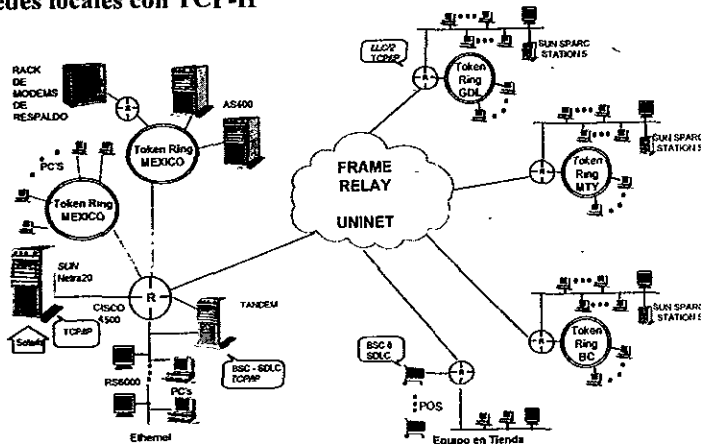 redes locales con TCP-IP
RACK
DE
MODEMS
DE
RESPALDO
R
AS400
Token Ring
MEXICO
PC'S
Token Ring
MEXICO
SUN
Netra20
TCP/IP
CISCO
4500
R
TANDEM
BSC - SDLC
TCP/IP
RS6000
PC's
Ethernet
FRAME
RELAY
UNINET
LLC/2
TCP/IP
R
Token
Ring
GDL
SUN SPARC
STATION 5
R
Token
Ring
MTY
SUN SPARC
STATION 5
R
Token
Ring
BC
SUN SPARC
STATION 5
BSC ó
SDLC
R
POS
Equipo en Tienda